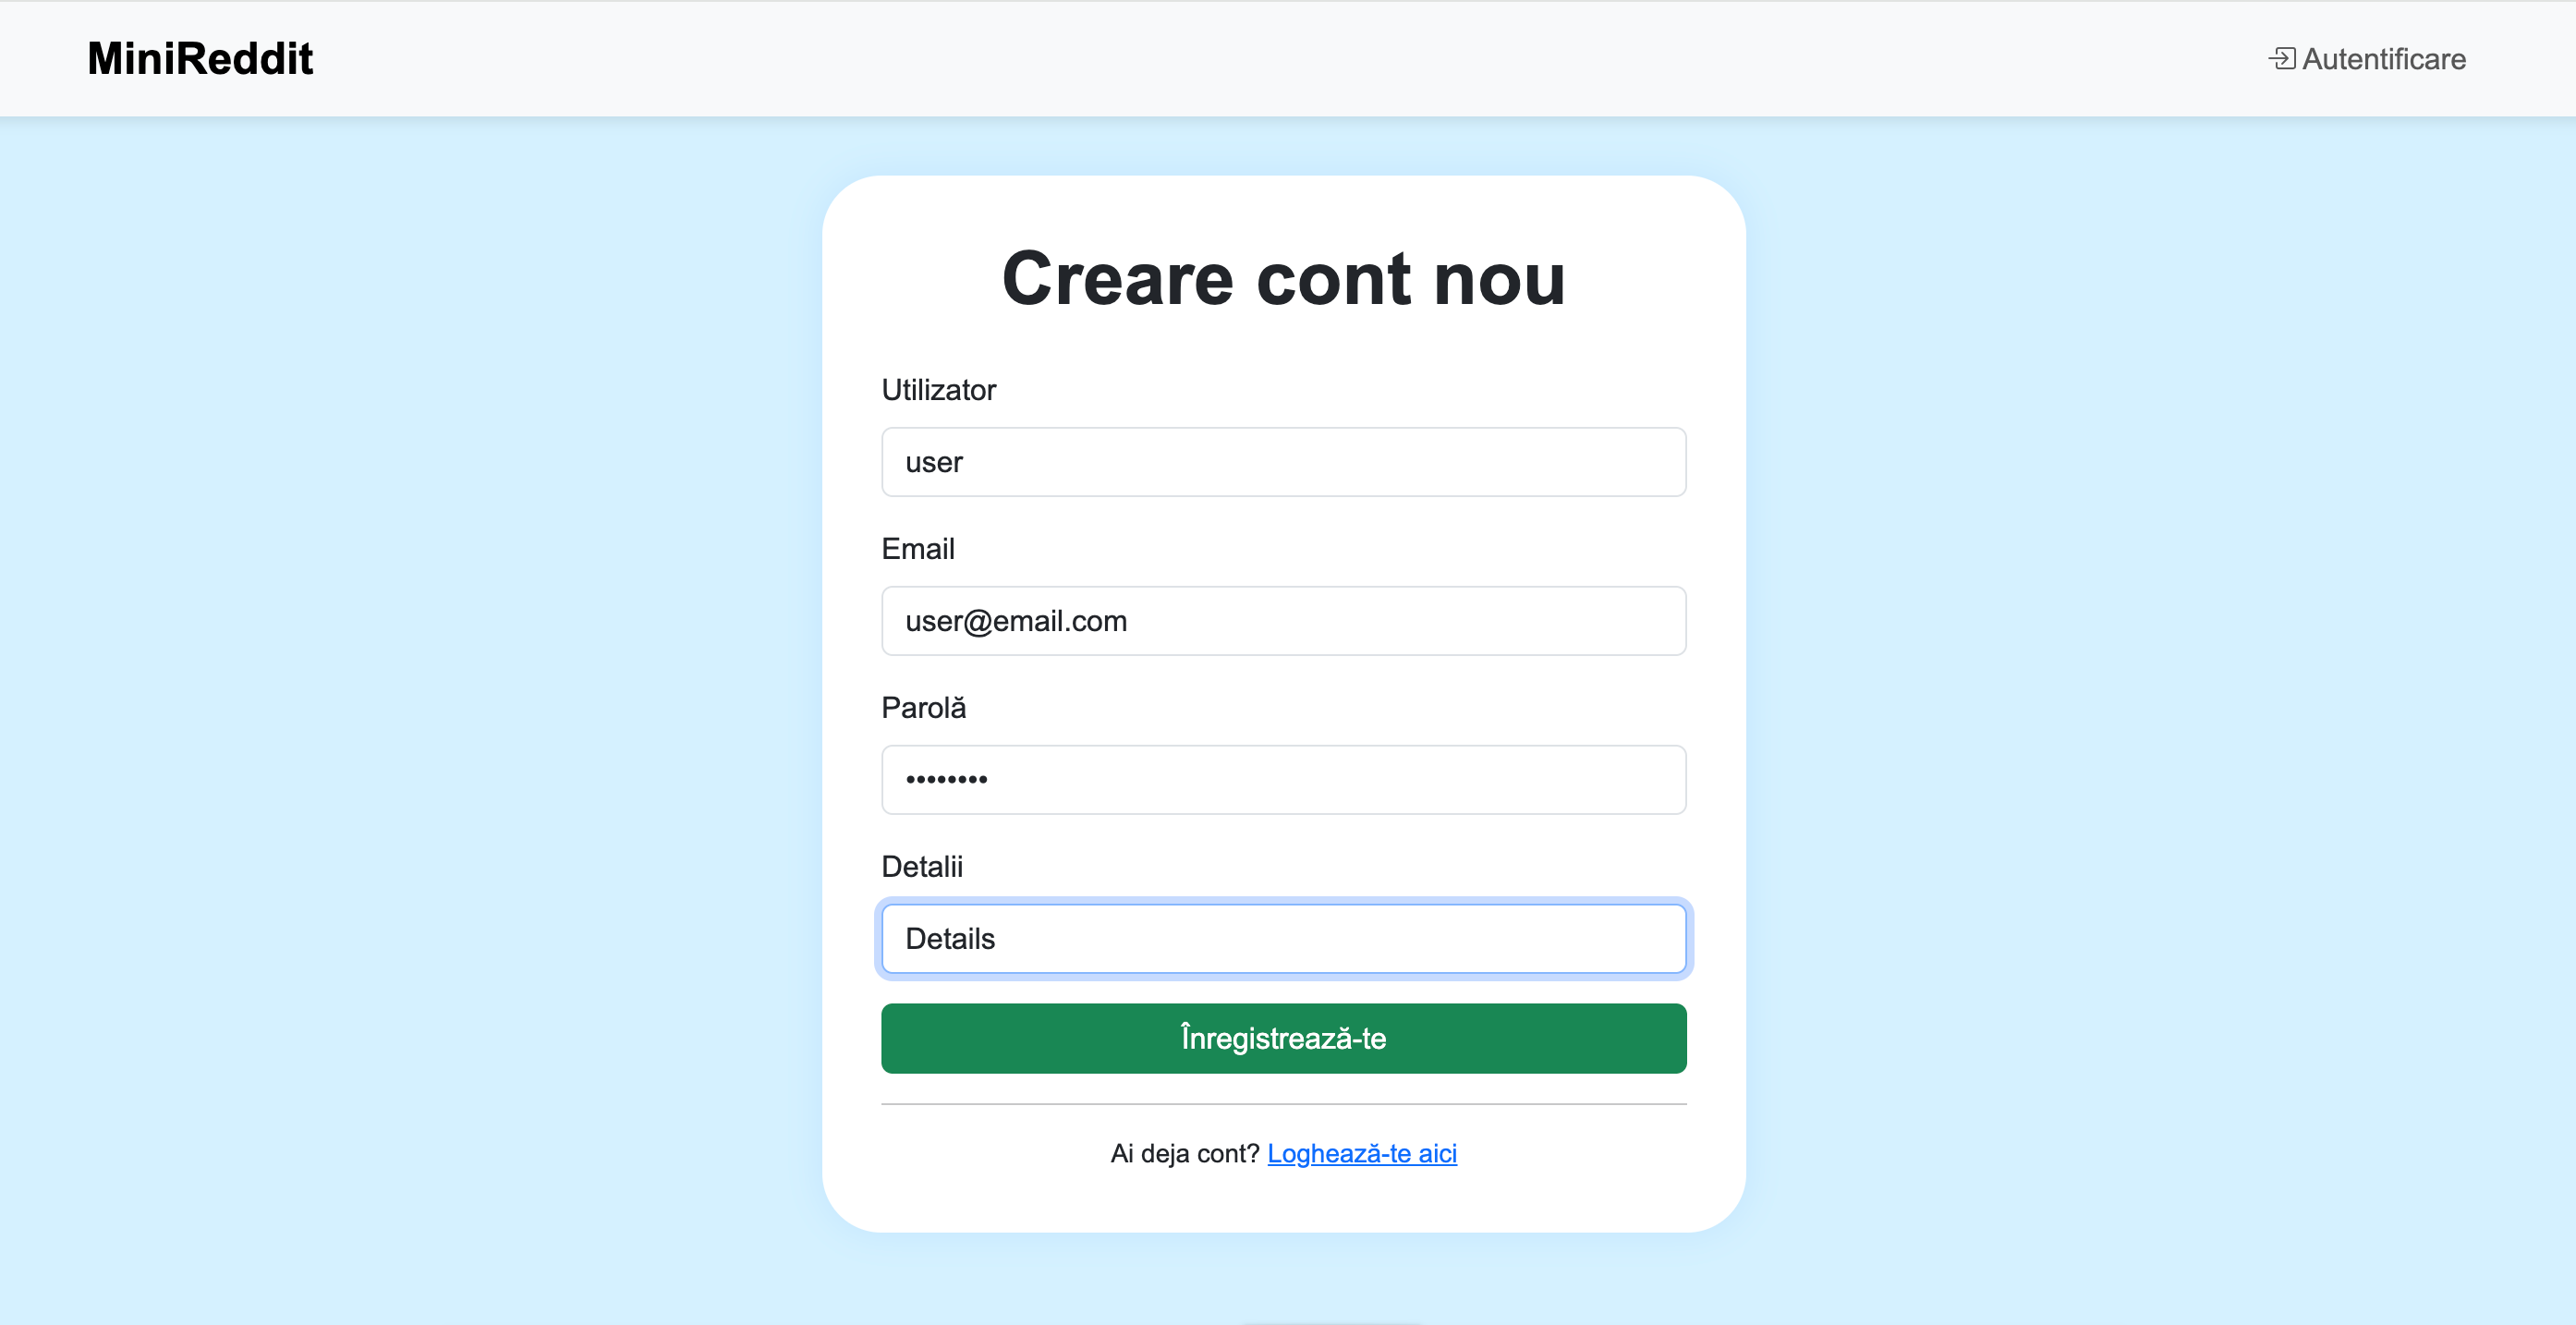 MiniReddit
Autentificare
Creare cont nou
Utilizator
user
Email
user@email.com
Parolă
••••••••
Detalii
Details
Înregistrează-te
Ai deja cont? Loghează-te aici